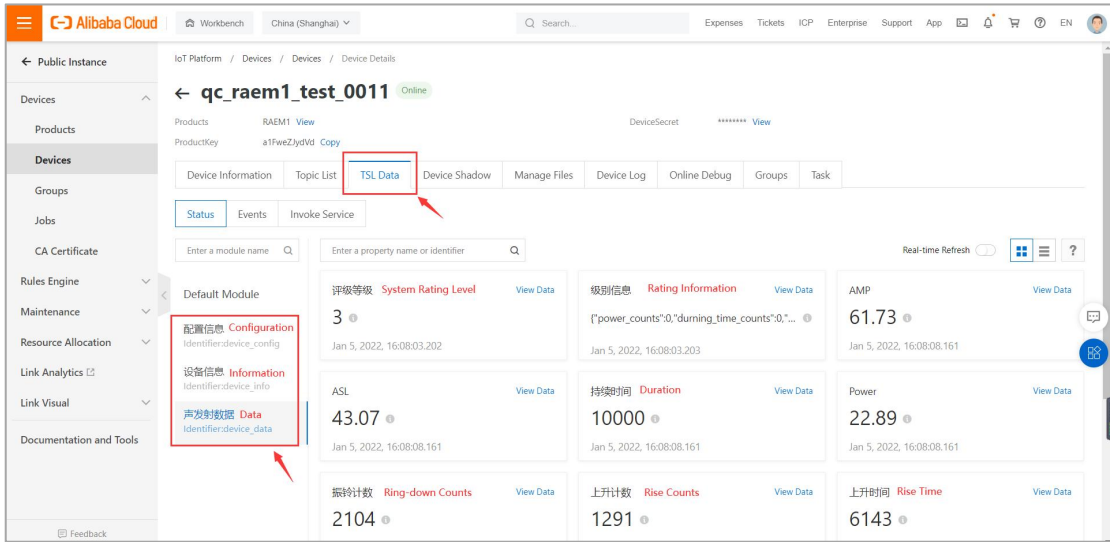 Alibaba Cloud Workbench China (Shanghai) Search... Expenses Tickets ICP Enterprise Support App EN
Public Instance
Devices
Products
Devices
Groups
Jobs
CA Certificate
Rules Engine
Maintenance
Resource Allocation
Link Analytics
Link Visual
Documentation and Tools
Feedback
IoT Platform / Devices / Devices / Device Details
qc_raem1_test_0011 Online
Products RAEM1 View DeviceSecret ******** View
ProductKey a1FweZJydVd Copy
Device Information Topic List TSL Data Device Shadow Manage Files Device Log Online Debug Groups Task
Status Events Invoke Service
Enter a module name Enter a property name or identifier Real-time Refresh ?
Default Module
配置信息 Configuration
Identifier:device_config
设备信息 Information
Identifier:device_info
声发射数据 Data
Identifier:device_data
评级等级 System Rating Level View Data
3
Jan 5, 2022, 16:08:03.202
级别信息 Rating Information View Data
{"power_counts":0,"durning_time_counts":0,"...
Jan 5, 2022, 16:08:03.203
AMP View Data
61.73
Jan 5, 2022, 16:08:08.161
ASL View Data
43.07
Jan 5, 2022, 16:08:08.161
持续时间 Duration View Data
10000
Jan 5, 2022, 16:08:08.161
Power View Data
22.89
Jan 5, 2022, 16:08:08.161
振铃计数 Ring-down Counts View Data
2104
上升计数 Rise Counts View Data
1291
上升时间 Rise Time View Data
6143